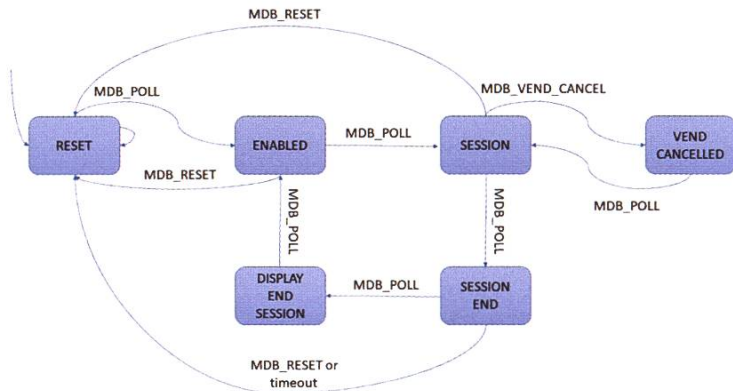 MDB_RESET
MDB_POLL
MDB_VEND_CANCEL
RESET
ENABLED
MDB_POLL
SESSION
VEND
CANCELLED
MDB_RESET
MDB_POLL
MDB_POLL
MDB_POLL
DISPLAY
END
SESSION
MDB_POLL
SESSION
END
MDB_RESET or
timeout